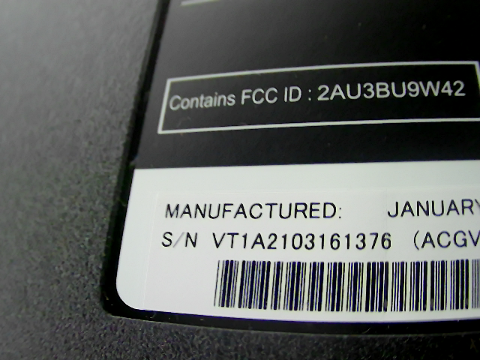 Contains FCC ID : 2AU3BU9W42
MANUFACTURED: JANUARY
S/N VT1A2103161376 (ACGV